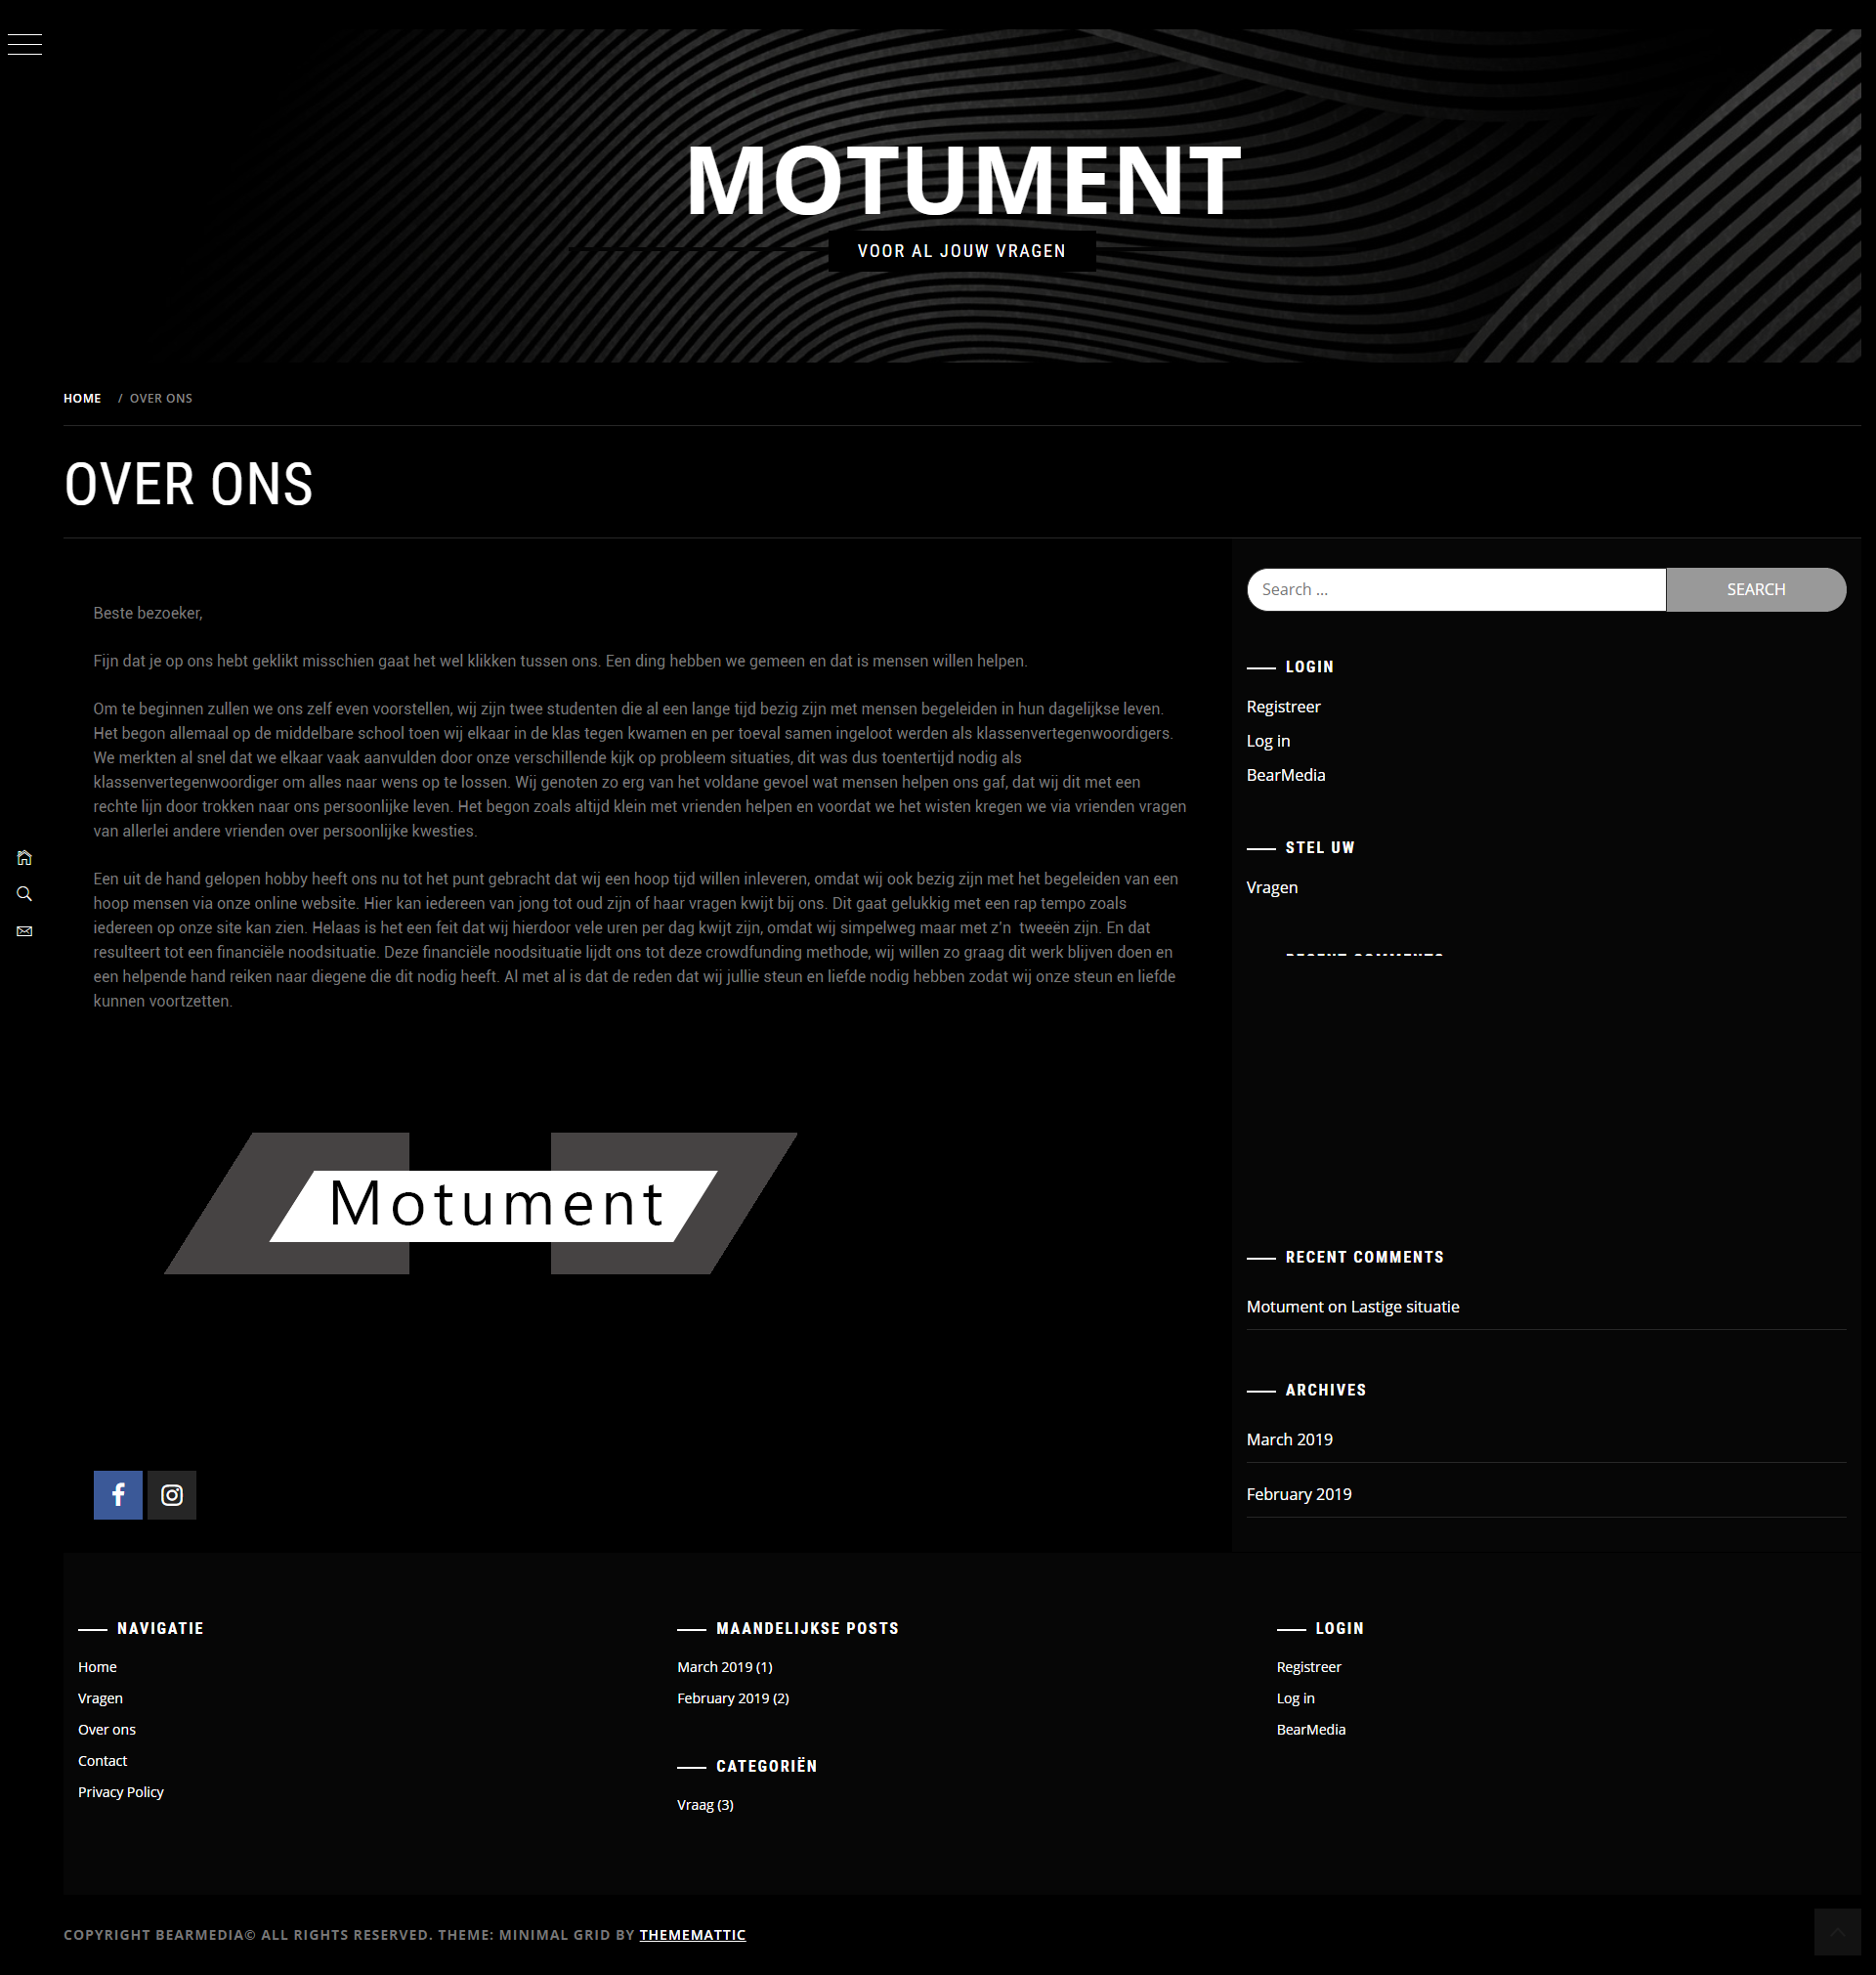 MOTUMENT
VOOR AL JOUW VRAGEN
HOME / OVER ONS
OVER ONS
Beste bezoeker,
Fijn dat je op ons hebt geklikt misschien gaat het wel klikken tussen ons. Een ding hebben we gemeen en dat is mensen willen helpen.
Om te beginnen zullen we ons zelf even voorstellen, wij zijn twee studenten die al een lange tijd bezig zijn met mensen begeleiden in hun dagelijkse leven.
Het begon allemaal op de middelbare school toen wij elkaar in de klas tegen kwamen en per toeval samen ingeloot werden als klassenvertegenwoordigers.
We merkten al snel dat we elkaar vaak aanvulden door onze verschillende kijk op probleem situaties, dit was dus toentertijd nodig als
klassenvertegenwoordiger om alles naar wens op te lossen. Wij genoten zo erg van het voldane gevoel wat mensen helpen ons gaf, dat wij dit met een
rechte lijn door trokken naar ons persoonlijke leven. Het begon zoals altijd klein met vrienden helpen en voordat we het wisten kregen we via vrienden vragen
van allerlei andere vrienden over persoonlijke kwesties.
Een uit de hand gelopen hobby heeft ons nu tot het punt gebracht dat wij een hoop tijd willen inleveren, omdat wij ook bezig zijn met het begeleiden van een
hoop mensen via onze online website. Hier kan iedereen van jong tot oud zijn of haar vragen kwijt bij ons. Dit gaat gelukkig met een rap tempo zoals
iedereen op onze site kan zien. Helaas is het een feit dat wij hierdoor vele uren per dag kwijt zijn, omdat wij simpelweg maar met z'n  tweeën zijn. En dat
resulteert tot een financiële noodsituatie. Deze financiële noodsituatie lijdt ons tot deze crowdfunding methode, wij willen zo graag dit werk blijven doen en
een helpende hand reiken naar diegene die dit nodig heeft. Al met al is dat de reden dat wij jullie steun en liefde nodig hebben zodat wij onze steun en liefde
kunnen voortzetten.
Motument
Search ...
SEARCH
LOGIN
Registreer
Log in
BearMedia
STEL UW
Vragen
RECENT COMMENTS
RECENT COMMENTS
Motument on Lastige situatie
ARCHIVES
March 2019
February 2019
NAVIGATIE
Home
Vragen
Over ons
Contact
Privacy Policy
MAANDELIJKSE POSTS
March 2019 (1)
February 2019 (2)
CATEGORIËN
Vraag (3)
LOGIN
Registreer
Log in
BearMedia
COPYRIGHT BEARMEDIA© ALL RIGHTS RESERVED. THEME: MINIMAL GRID BY THEMEMATTIC